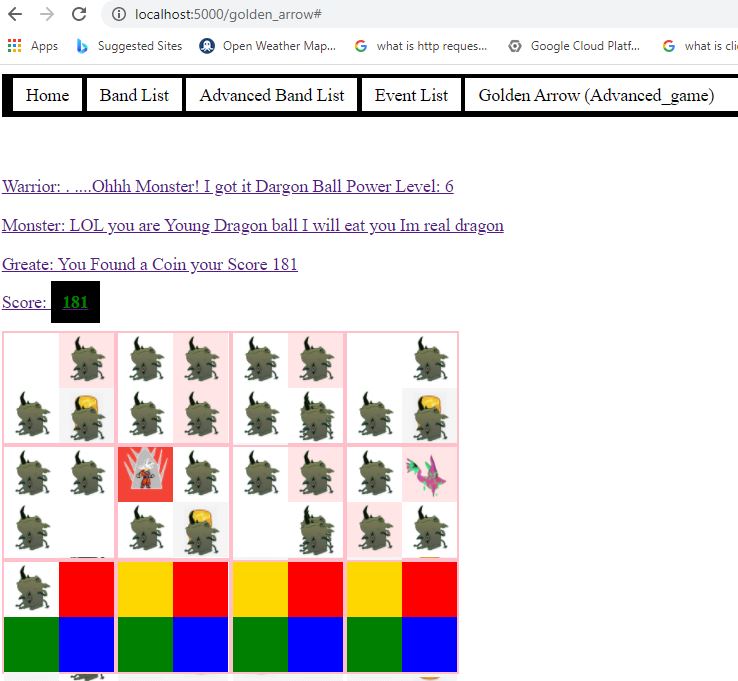 localhost:5000/golden_arrow#
Apps Suggested Sites Open Weather Map... what is http reques... Google Cloud Platf... what is cli
Home Band List Advanced Band List Event List Golden Arrow (Advanced_game)
Warrior: . ....Ohhh Monster! I got it Dargon Ball Power Level: 6
Monster: LOL you are Young Dragon ball I will eat you Im real dragon
Greate: You Found a Coin your Score 181
Score: 181